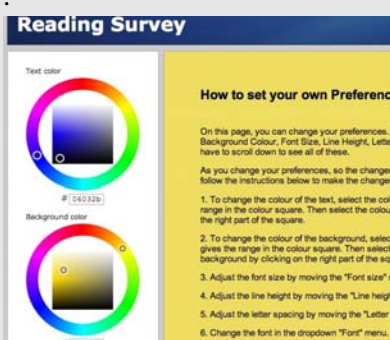 Reading Survey
Text color
# 06032b
Background color
How to set your own Preferenc
On this page, you can change your preferences.
Background Colour, Font Size, Line Height, Lette
have to scroll down to see all of these.
As you change your preferences, so the changes
follow the instructions below to make the change
1. To change the colour of the text, select the col
range in the colour square. Then select the colou
the right part of the square.
2. To change the colour of the background, selec
gives the range in the colour square. Then select
background by clicking on the right part of the sq
3. Adjust the font size by moving the "Font size"
4. Adjust the line height by moving the "Line heigh
5. Adjust the letter spacing by moving the "Letter
6. Change the font in the dropdown "Font" menu.